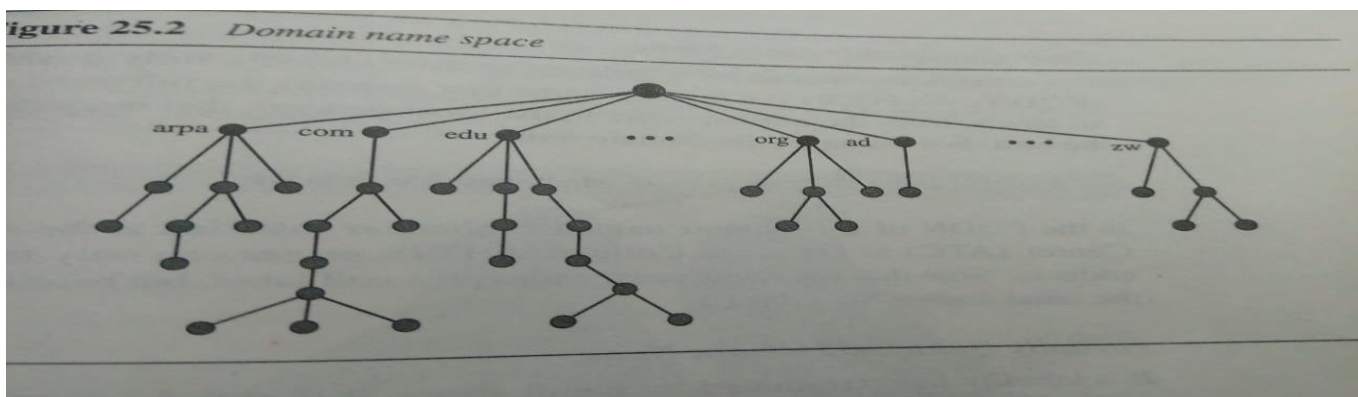 igure 25.2 Domain name space
arpa com edu ••• org ad ••• zw